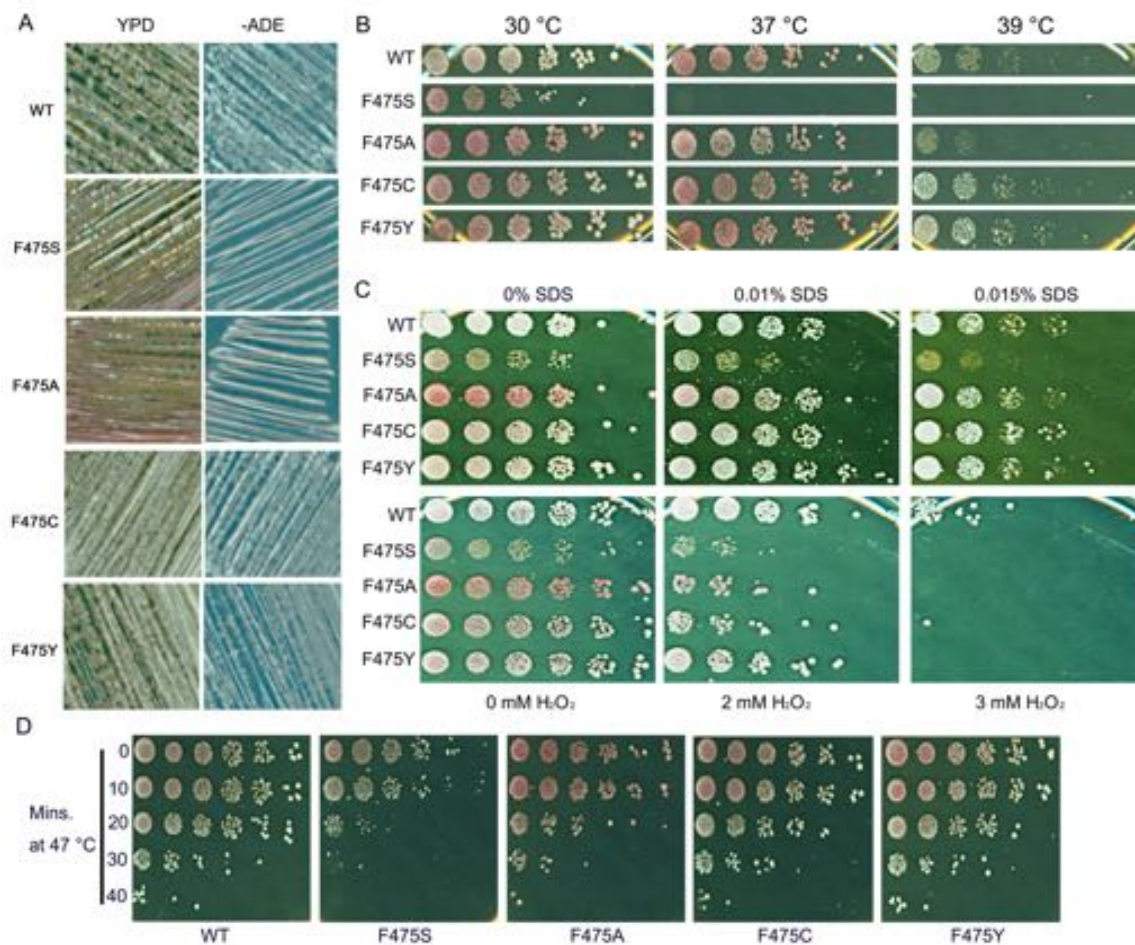 A
YPD -ADE
WT
F475S
F475A
F475C
F475Y
B
30 °C 37 °C 39 °C
WT
F475S
F475A
F475C
F475Y
C
0% SDS 0.01% SDS 0.015% SDS
WT
F475S
F475A
F475C
F475Y
WT
F475S
F475A
F475C
F475Y
0 mM H₂O₂ 2 mM H₂O₂ 3 mM H₂O₂
D
Mins.
at 47 °C
0
10
20
30
40
WT F475S F475A F475C F475Y